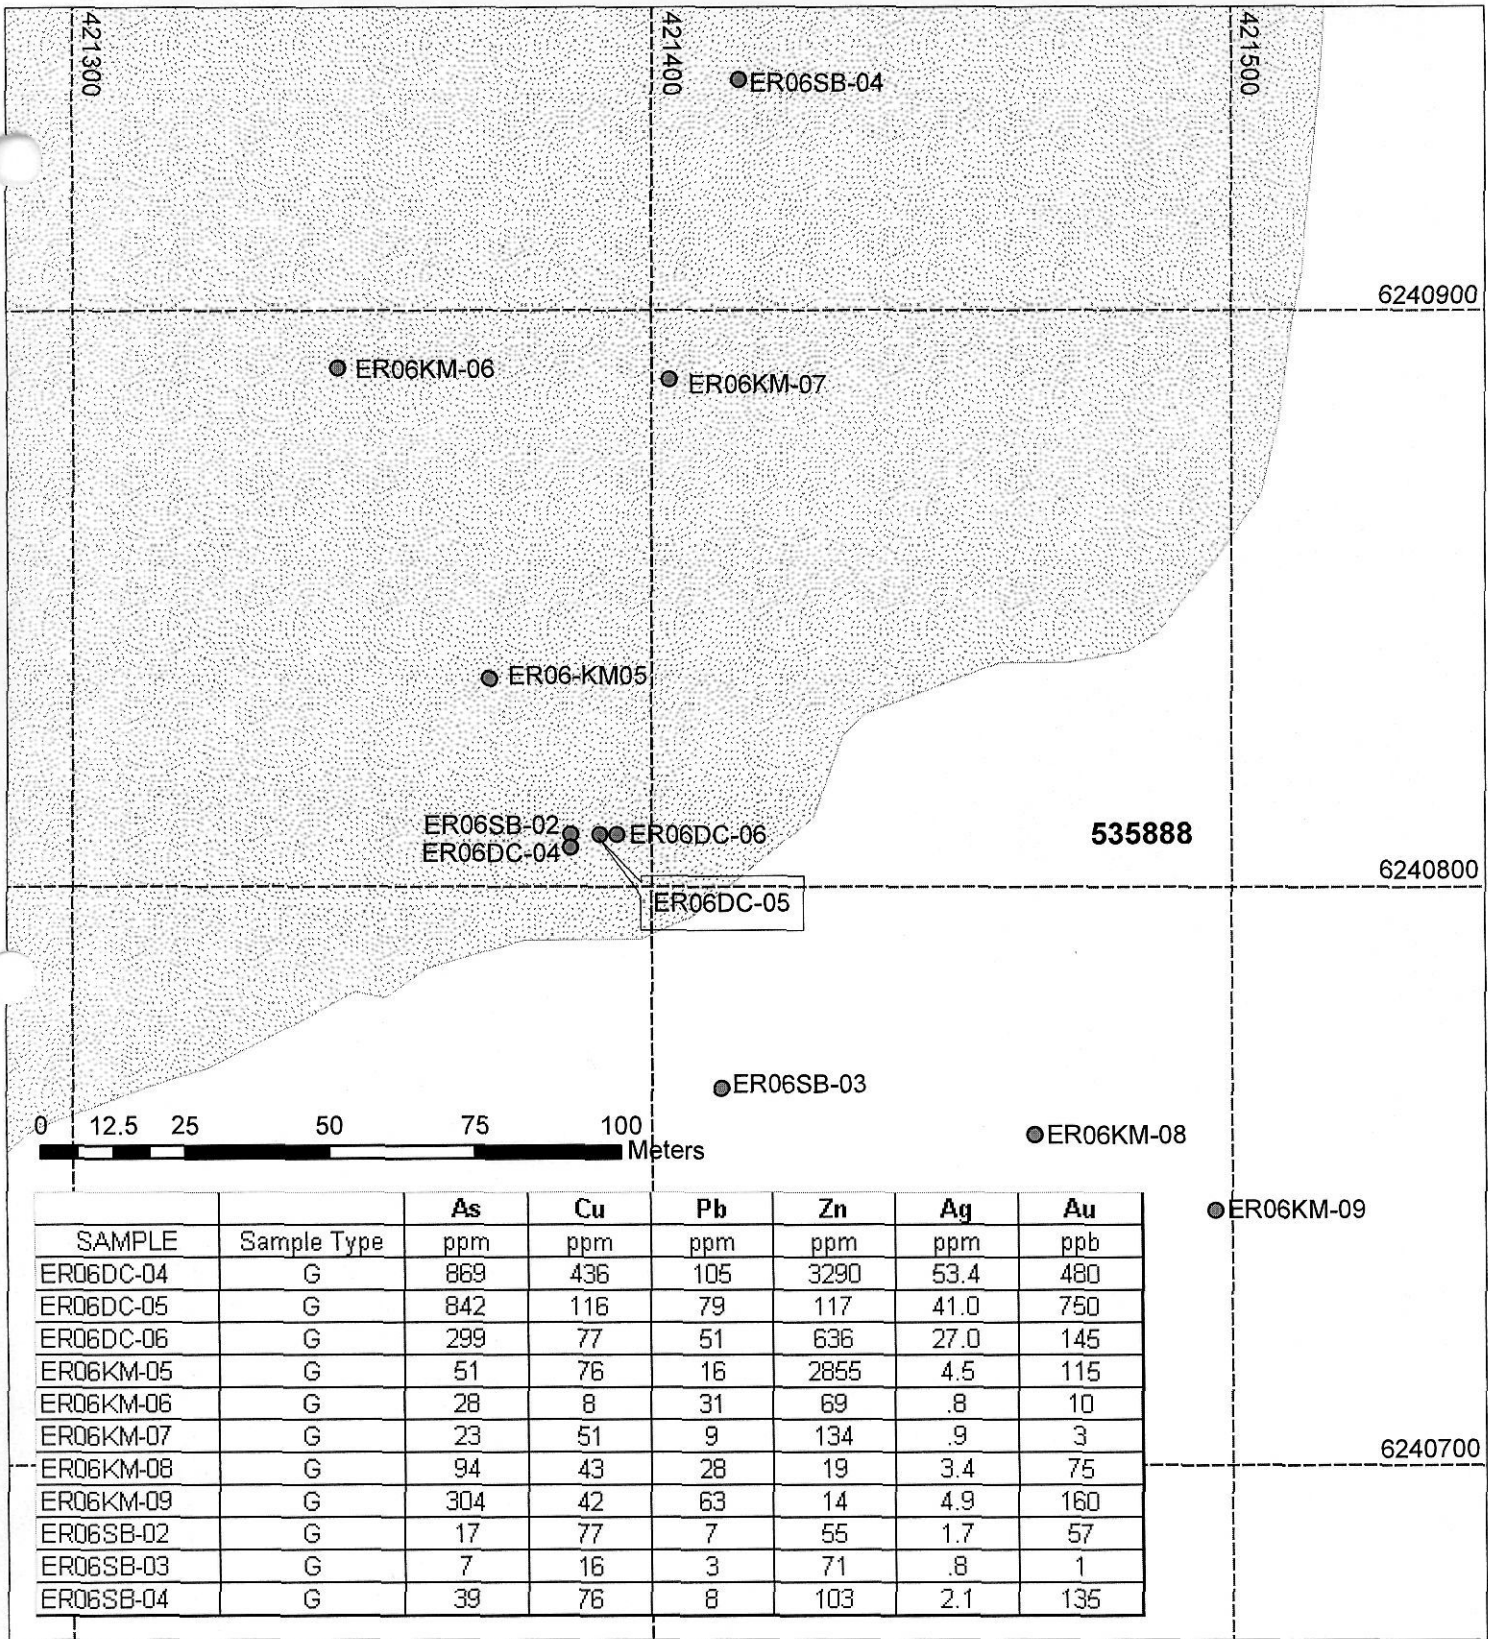 421300
421400
421500
ER06SB-04
6240900
ER06KM-06
ER06KM-07
ER06-KM05
ER06SB-02
ER06DC-06
ER06DC-04
535888
6240800
ER06DC-05
ER06SB-03
0 12.5 25 50 75 100
Meters
ER06KM-08
ER06KM-09
As Cu Pb Zn Ag Au
SAMPLE Sample Type ppm ppm ppm ppm ppm ppb
ER06DC-04 G 869 436 105 3290 53.4 480
ER06DC-05 G 842 116 79 117 41.0 750
ER06DC-06 G 299 77 51 636 27.0 145
ER06KM-05 G 51 76 16 2855 4.5 115
ER06KM-06 G 28 8 31 69 .8 10
ER06KM-07 G 23 51 9 134 .9 3
6240700
ER06KM-08 G 94 43 28 19 3.4 75
ER06KM-09 G 304 42 63 14 4.9 160
ER06SB-02 G 17 77 7 55 1.7 57
ER06SB-03 G 7 16 3 71 .8 1
ER06SB-04 G 39 76 8 103 2.1 135